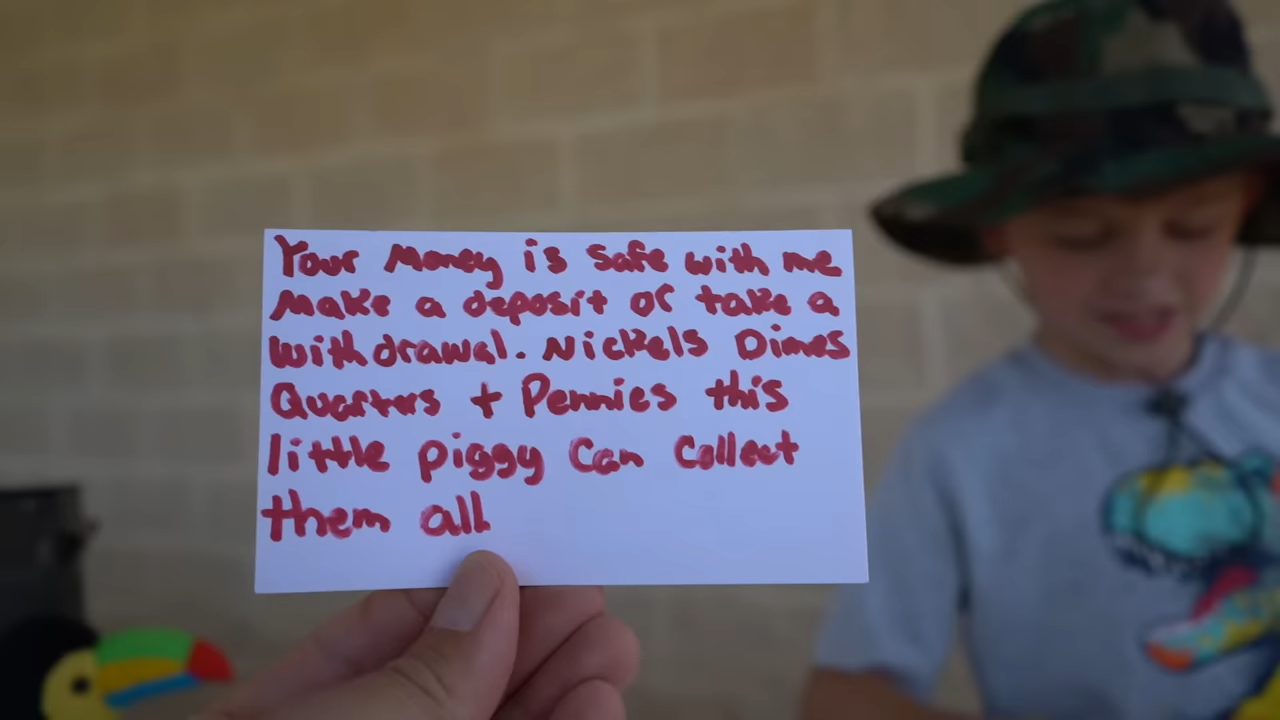 Your Money is safe with me
Make a deposit or take a
withdrawal. Nickels Dimes
Quarters + Pennies this
little piggy can collect
them all